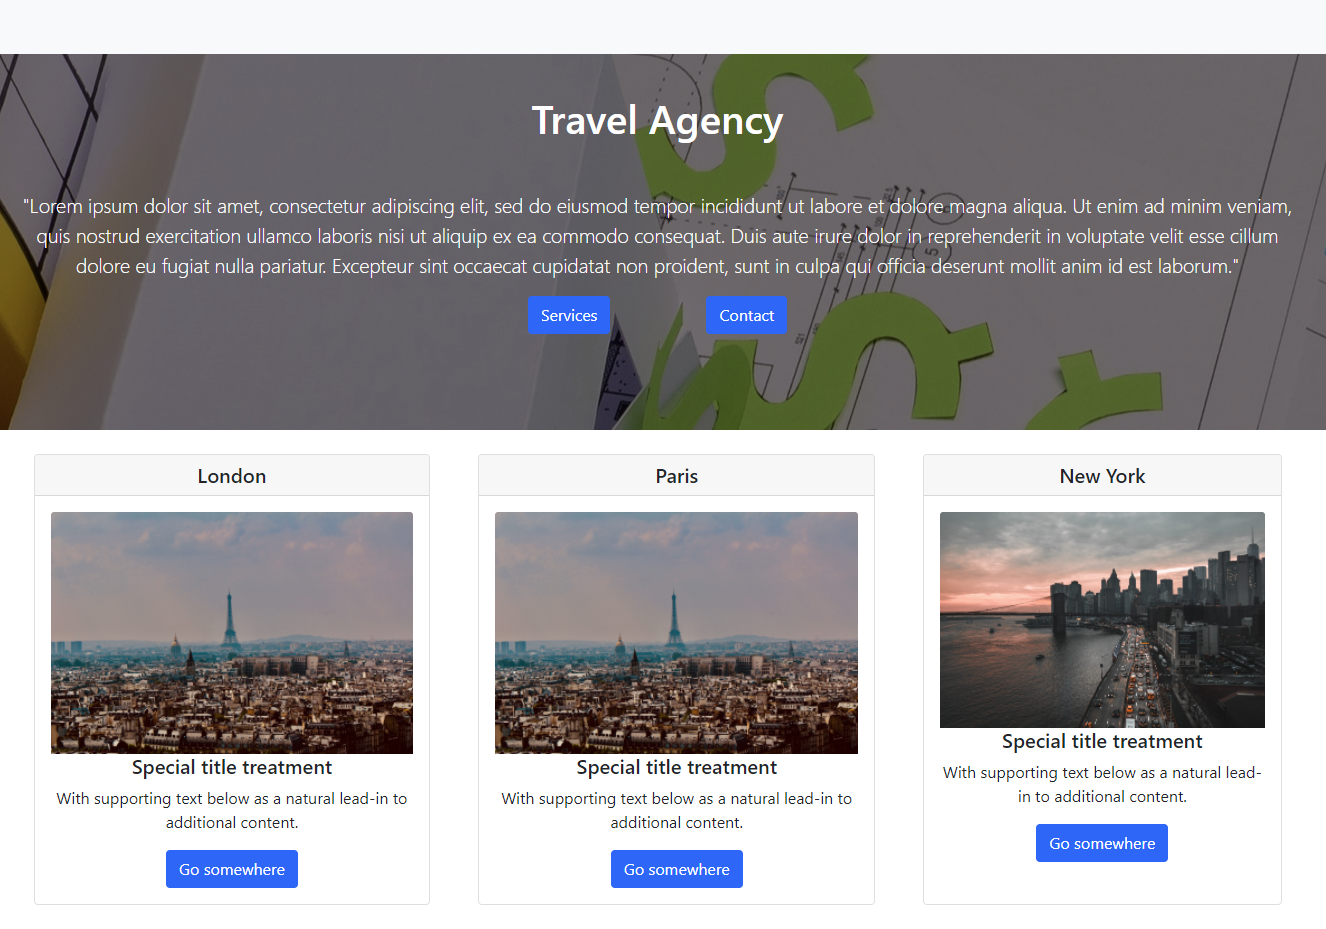 Travel Agency
"Lorem ipsum dolor sit amet, consectetur adipiscing elit, sed do eiusmod tempor incididunt ut labore et dolore magna aliqua. Ut enim ad minim veniam,
quis nostrud exercitation ullamco laboris nisi ut aliquip ex ea commodo consequat. Duis aute irure dolor in reprehenderit in voluptate velit esse cillum
dolore eu fugiat nulla pariatur. Excepteur sint occaecat cupidatat non proident, sunt in culpa qui officia deserunt mollit anim id est laborum."
Services
Contact
London
Special title treatment
With supporting text below as a natural lead-in to
additional content.
Go somewhere
Paris
Special title treatment
With supporting text below as a natural lead-in to
additional content.
Go somewhere
New York
Special title treatment
With supporting text below as a natural lead-
in to additional content.
Go somewhere